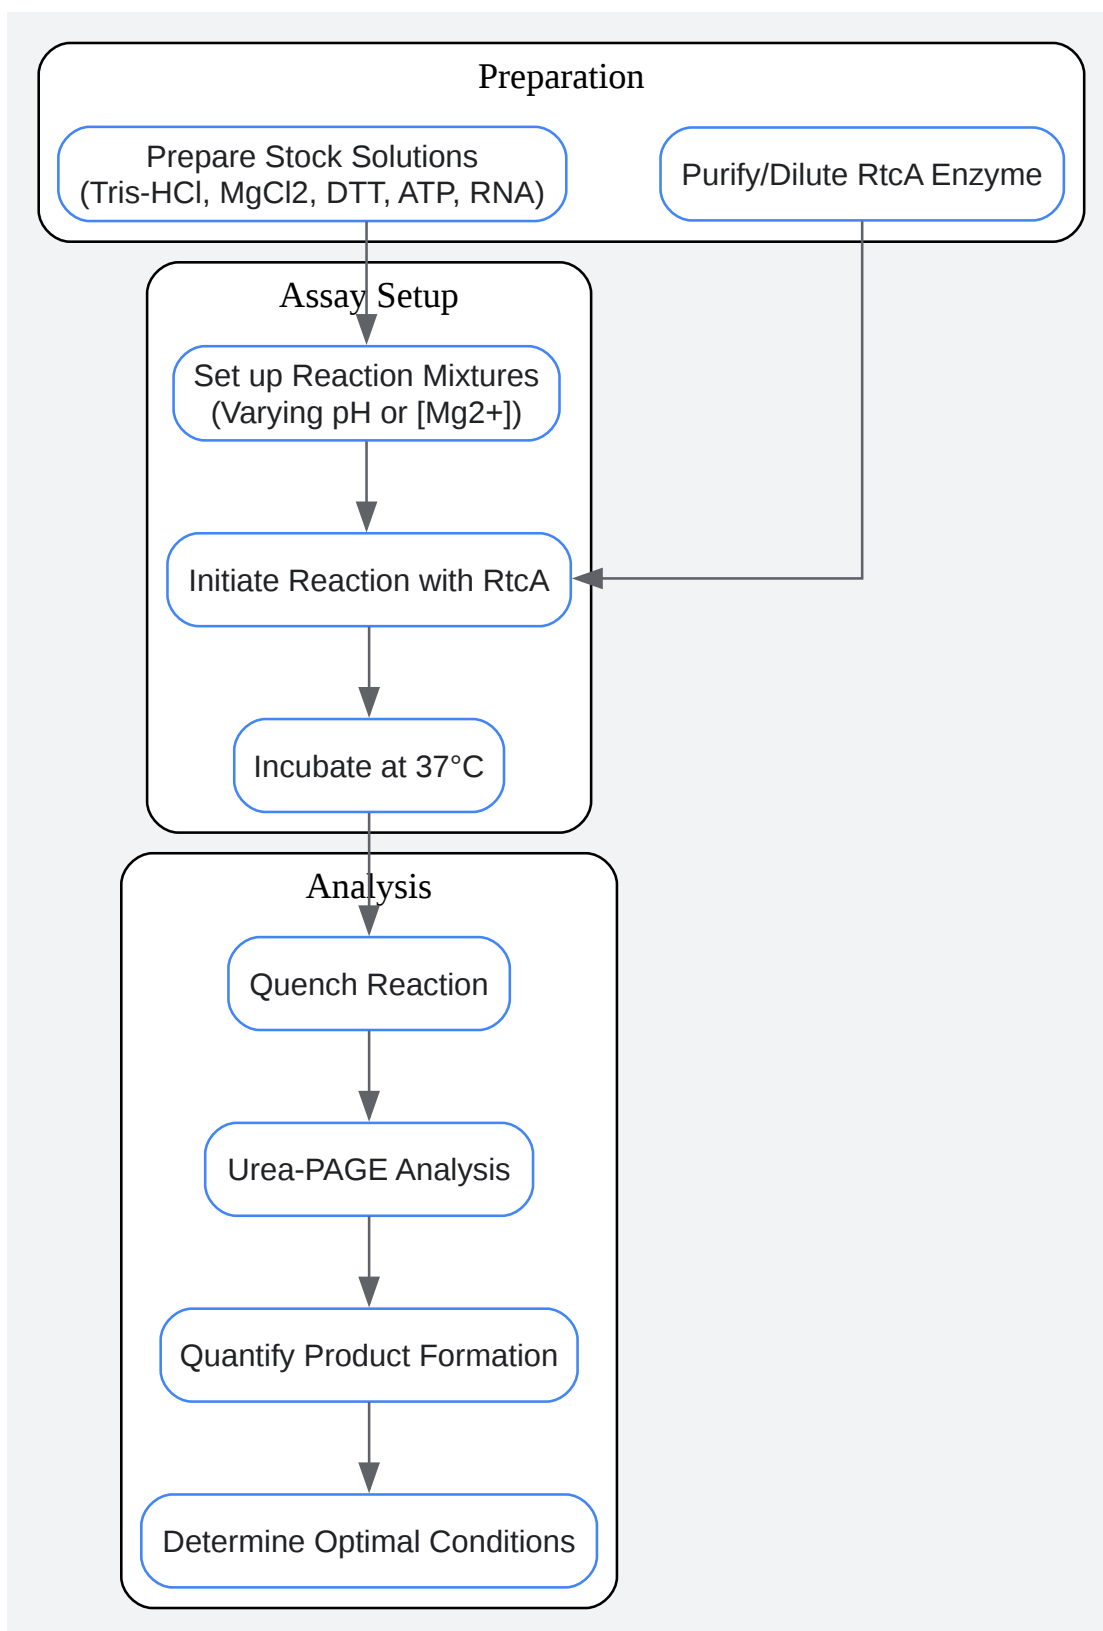 Preparation
Prepare Stock Solutions
(Tris-HCl, MgCl2, DTT, ATP, RNA)
Purify/Dilute RtcA Enzyme
Assay Setup
Set up Reaction Mixtures
(Varying pH or [Mg2+])
Initiate Reaction with RtcA
Incubate at 37°C
Analysis
Quench Reaction
Urea-PAGE Analysis
Quantify Product Formation
Determine Optimal Conditions